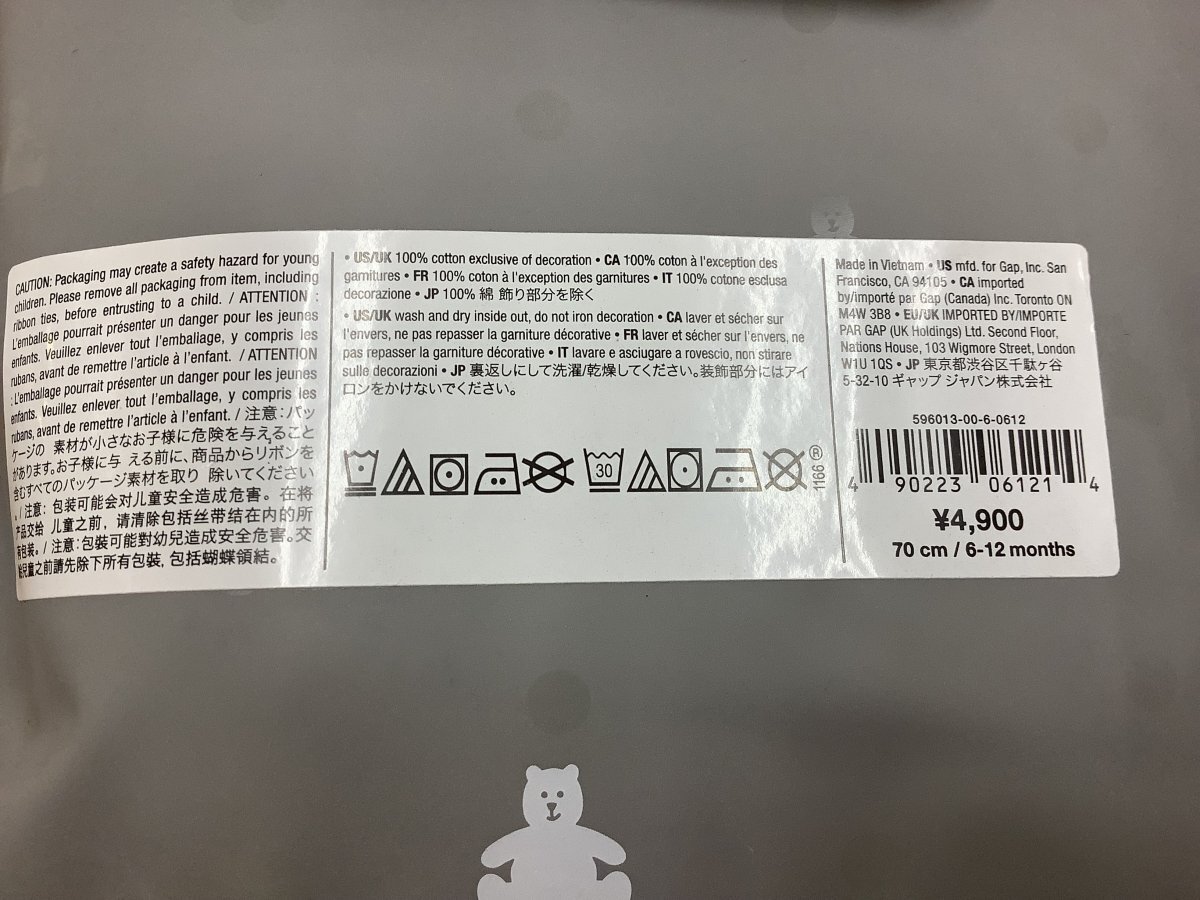 CAUTION: Packaging may create a safety hazard for young
children. Please remove all packaging from item, including
ribbon ties, before entrusting to a child. / ATTENTION :
L'emballage pourrait présenter un danger pour les jeunes
enfants. Veuillez enlever tout l'emballage, y compris les
rubans, avant de remettre l'article à l'enfant. / ATTENTION
: L'emballage pourrait présenter un danger pour les jeunes
enfants. Veuillez enlever tout l'emballage, y compris les
rubans, avant de remettre l'article à l'enfant. / 注意：パッ
ケージの 素材が小さなお子様に危険を与えること
があります。お子様に与 える前に、商品からリボンを
含むすべてのパッケージ素材を取り 除いてください
。/ 注意: 包装可能会对儿童安全造成危害。 在将
产品交给 儿童之前，请清除包括丝带结在内的所
有包装。/ 注意：包裝可能對幼兒造成安全危害。交
給兒童之前請先除下所有包裝, 包括蝴蝶領結。
• US/UK 100% cotton exclusive of decoration • CA 100% coton à l'exception des
garnitures • FR 100% coton à l'exception des garnitures • IT 100% cotone esclusa
decorazione • JP 100% 綿 飾り部分を除く
• US/UK wash and dry inside out, do not iron decoration • CA laver et sécher sur
l'envers, ne pas repasser la garniture décorative • FR laver et sécher sur l'envers, ne
pas repasser la garniture décorative • IT lavare e asciugare a rovescio, non stirare
sulle decorazioni • JP 裏返しにして洗濯/乾燥してください。装飾部分にはアイ
ロンをかけないでください。
30
1166 ®
Made in Vietnam • US mfd. for Gap, Inc. San
Francisco, CA 94105 • CA imported
by/importé par Gap (Canada) Inc. Toronto ON
M4W 3B8 • EU/UK IMPORTED BY/IMPORTE
PAR GAP (UK Holdings) Ltd. Second Floor,
Nations House, 103 Wigmore Street, London
W1U 1QS • JP 東京都渋谷区千駄ヶ谷
5-32-10 ギャップ ジャパン株式会社
596013-00-6-0612
4 90223 06121 4
¥4,900
70 cm / 6-12 months